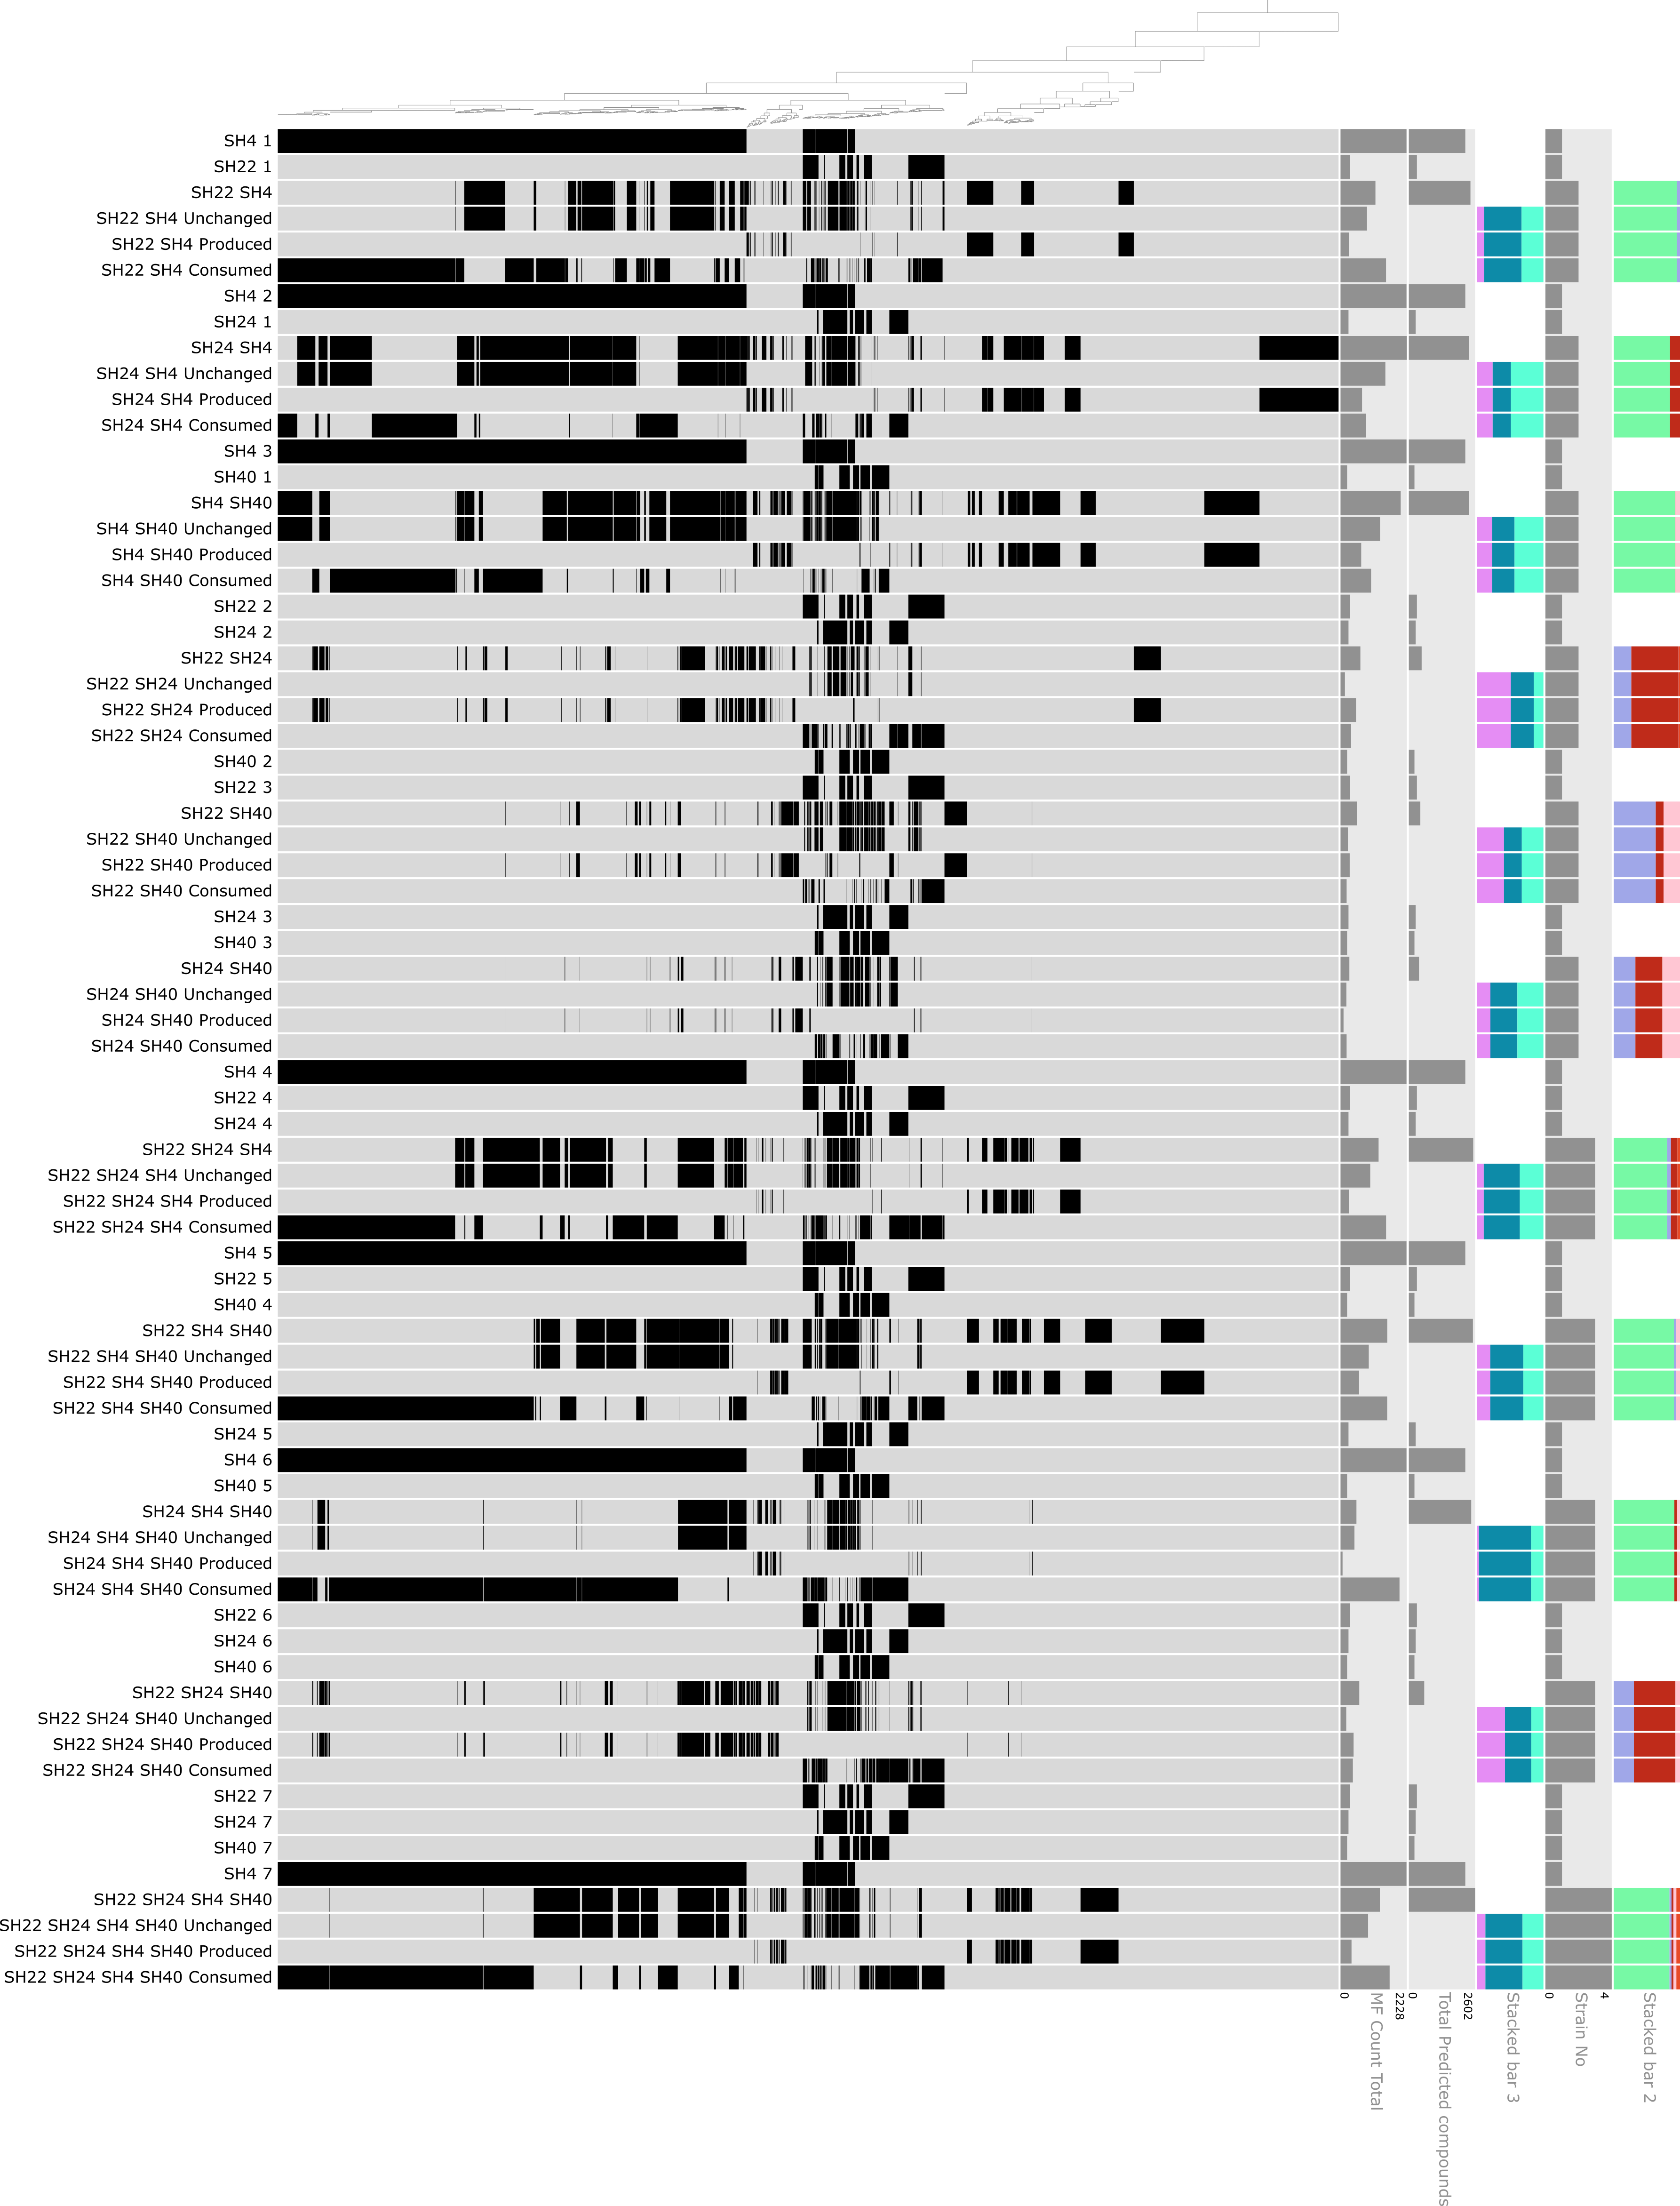 SH4 1
SH22 1
SH22 SH4
SH22 SH4 Unchanged
SH22 SH4 Produced
SH22 SH4 Consumed
SH4 2
SH24 1
SH24 SH4
SH24 SH4 Unchanged
SH24 SH4 Produced
SH24 SH4 Consumed
SH4 3
SH40 1
SH4 SH40
SH4 SH40 Unchanged
SH4 SH40 Produced
SH4 SH40 Consumed
SH22 2
SH24 2
SH22 SH24
SH22 SH24 Unchanged
SH22 SH24 Produced
SH22 SH24 Consumed
SH40 2
SH22 3
SH22 SH40
SH22 SH40 Unchanged
SH22 SH40 Produced
SH22 SH40 Consumed
SH24 3
SH40 3
SH24 SH40
SH24 SH40 Unchanged
SH24 SH40 Produced
SH24 SH40 Consumed
SH4 4
SH22 4
SH24 4
SH22 SH24 SH4
SH22 SH24 SH4 Unchanged
SH22 SH24 SH4 Produced
SH22 SH24 SH4 Consumed
SH4 5
SH22 5
SH40 4
SH22 SH4 SH40
SH22 SH4 SH40 Unchanged
SH22 SH4 SH40 Produced
SH22 SH4 SH40 Consumed
SH24 5
SH4 6
SH40 5
SH24 SH4 SH40
SH24 SH4 SH40 Unchanged
SH24 SH4 SH40 Produced
SH24 SH4 SH40 Consumed
SH22 6
SH24 6
SH40 6
SH22 SH24 SH40
SH22 SH24 SH40 Unchanged
SH22 SH24 SH40 Produced
SH22 SH24 SH40 Consumed
SH22 7
SH24 7
SH40 7
SH4 7
SH22 SH24 SH4 SH40
SH22 SH24 SH4 SH40 Unchanged
SH22 SH24 SH4 SH40 Produced
SH22 SH24 SH4 SH40 Consumed
0
2228
MF Count Total
0
2602
Total Predicted compounds
Stacked bar 3
0
4
Strain No
Stacked bar 2